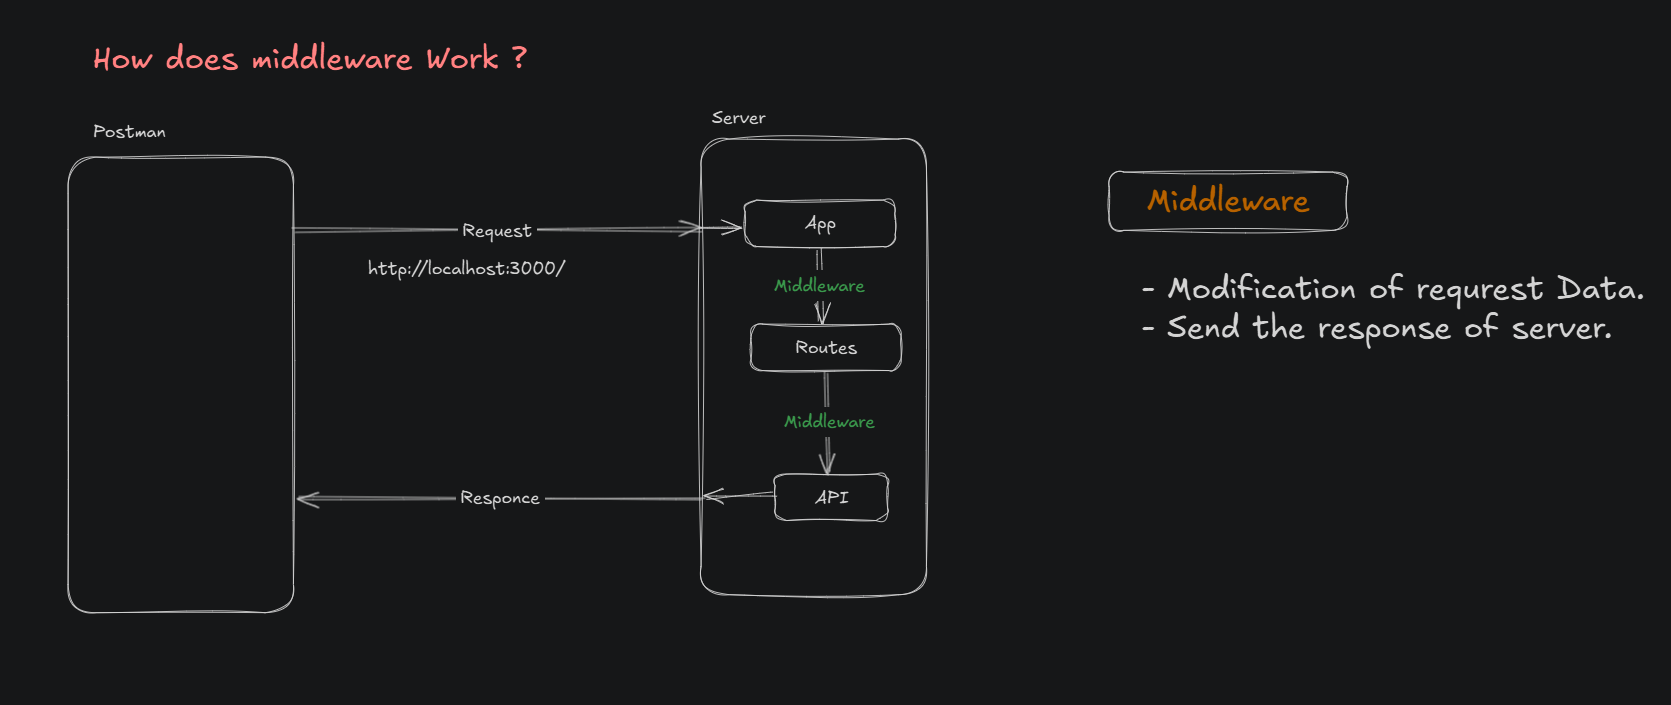 How does middleware Work ?
Postman
Server
Request
http://localhost:3000/
App
Middleware
Routes
Middleware
API
Responce
Middleware
- Modification of requrest Data.
- Send the response of server.